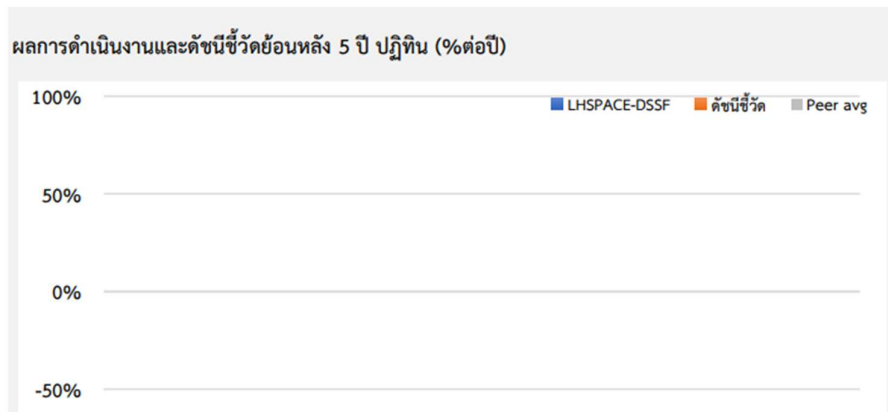 ผลการดำเนินงานและดัชนีชี้วัดย้อนหลัง 5 ปี ปฏิทิน (%ต่อปี)
100%
LHSPACE-DSSF ดัชนีชี้วัด Peer avg
50%
0%
-50%